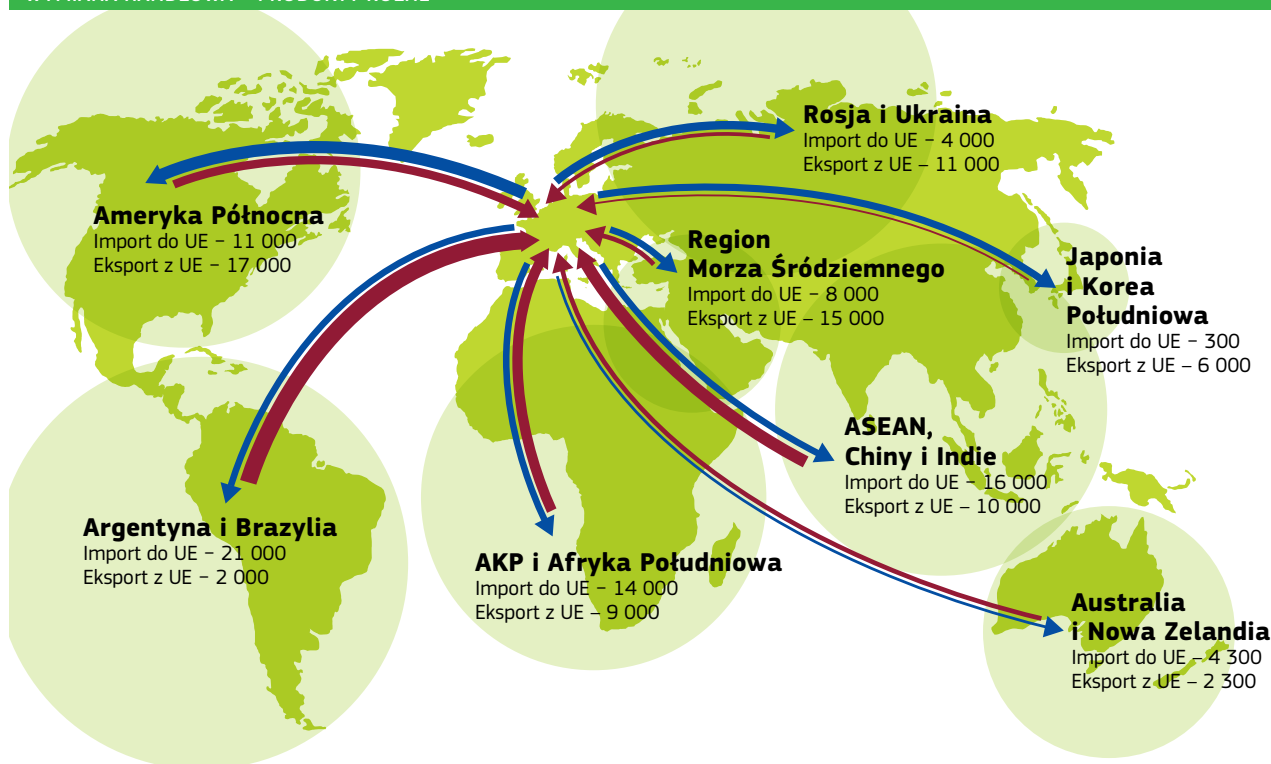 Rosja i Ukraina
Import do UE – 4 000
Eksport z UE – 11 000
Ameryka Północna
Import do UE – 11 000
Eksport z UE – 17 000
Region
Morza Śródziemnego
Import do UE – 8 000
Eksport z UE – 15 000
Japonia
i Korea
Południowa
Import do UE – 300
Eksport z UE – 6 000
ASEAN,
Chiny i Indie
Import do UE – 16 000
Eksport z UE – 10 000
Argentyna i Brazylia
Import do UE – 21 000
Eksport z UE – 2 000
AKP i Afryka Południowa
Import do UE – 14 000
Eksport z UE – 9 000
Australia
i Nowa Zelandia
Import do UE – 4 300
Eksport z UE – 2 300